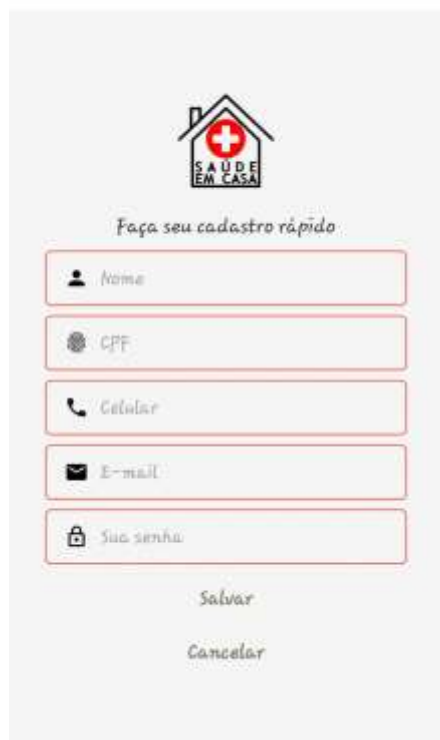 SAÚDE
EM CASA
Faça seu cadastro rápido
Nome
CPF
Celular
E-mail
Sua senha
Salvar
Cancelar